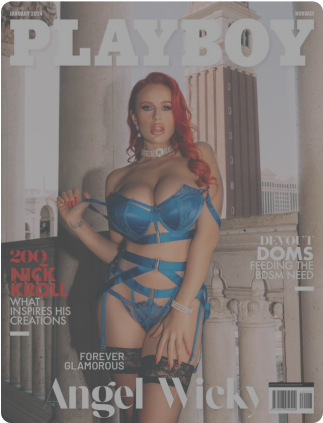 JANUARY 2024
PLAYBOY
20Q
NICK
KROLL
WHAT
INSPIRES HIS
CREATIONS
DEVOUT
DOMS
FEEDING THE
BDSM NEED
FOREVER
GLAMOROUS
Angel Wicky